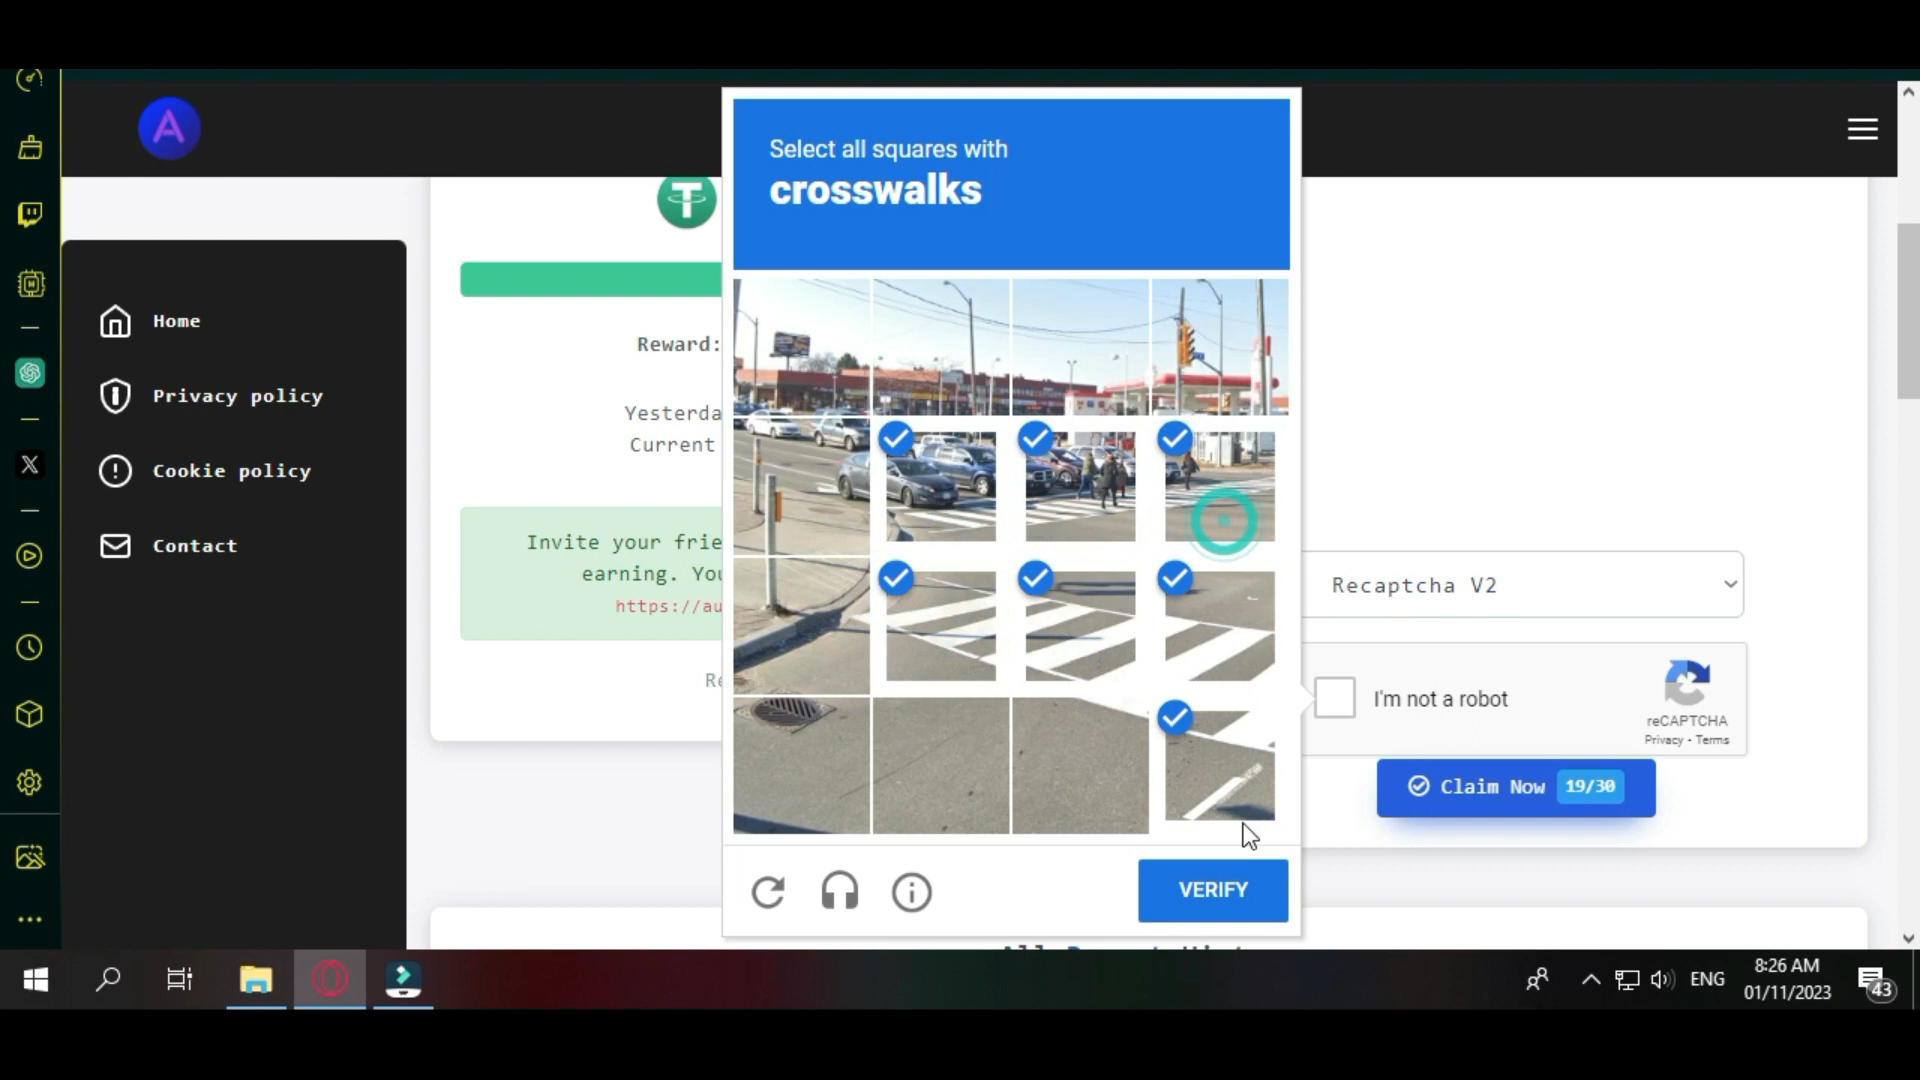 A
Select all squares with
crosswalks
T
Home
Privacy policy
Cookie policy
Contact
Reward:
Yesterda
Current
Invite your frie
earning. You
https://au
Re
Recaptcha V2
I'm not a robot
reCAPTCHA
Privacy - Terms
Claim Now 19/30
VERIFY
X
ENG
8:26 AM
01/11/2023
43